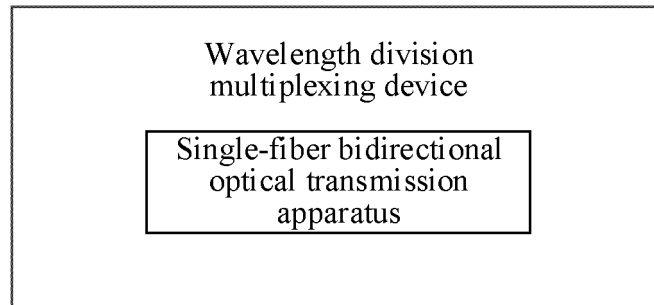 Wavelength division
multiplexing device
Single-fiber bidirectional
optical transmission
apparatus